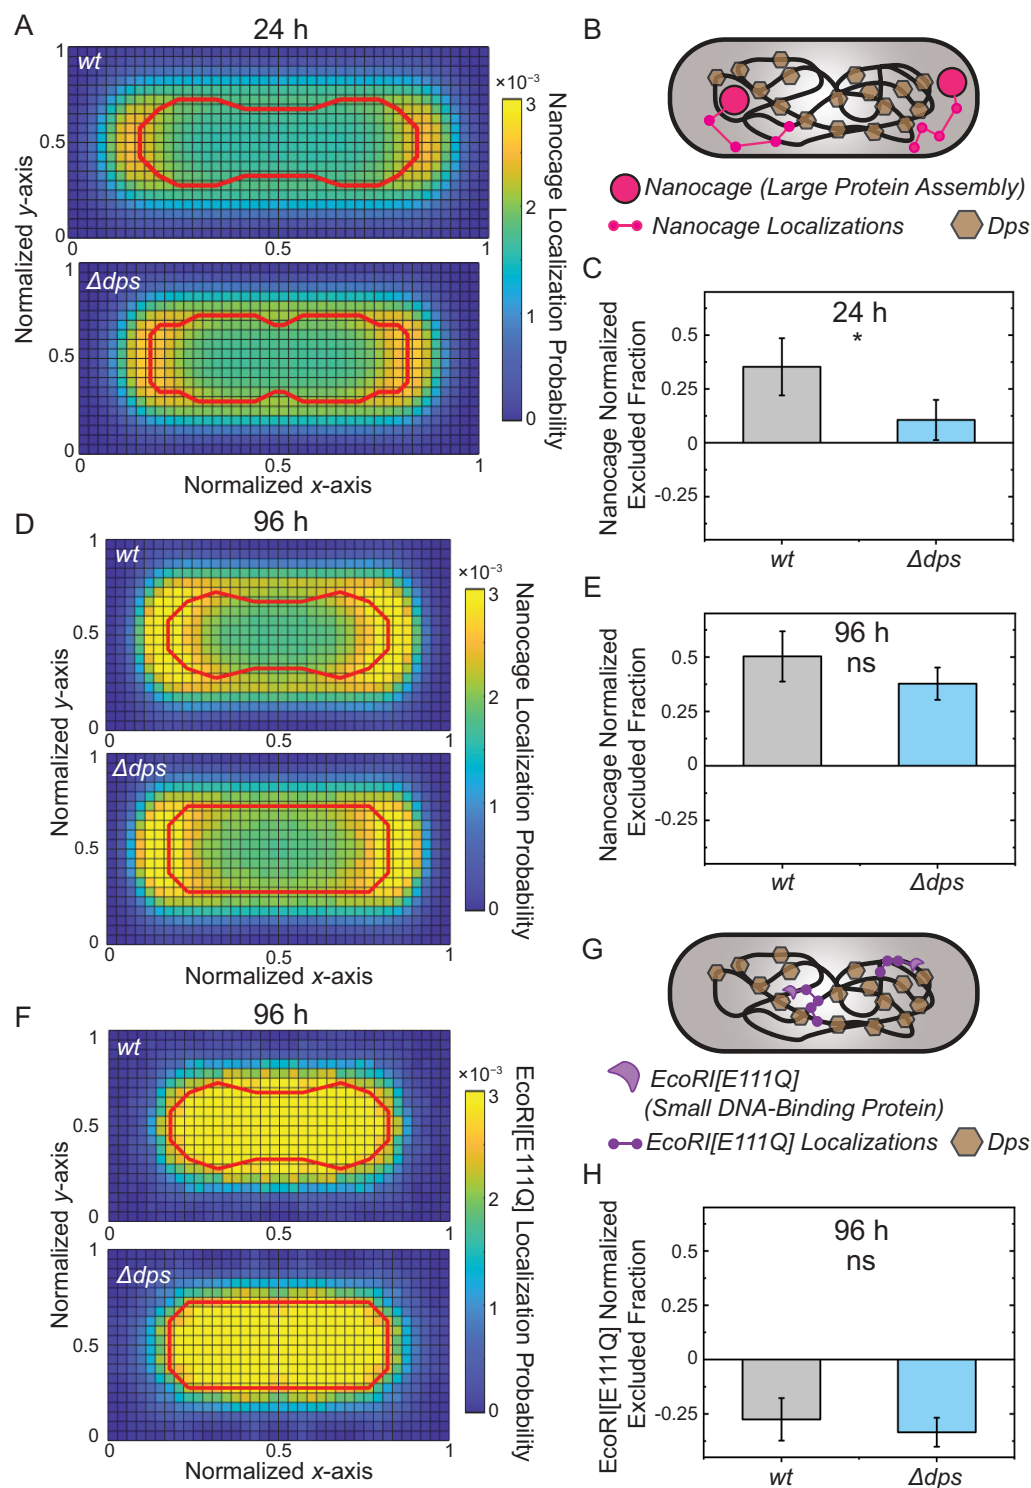 A
24 h
wt
1
0.5
0
0
0.5
1
Δdps
1
0.5
0
0
0.5
1
Normalized y-axis
Normalized x-axis
×10⁻³
3
2
1
0
Nanocage Localization Probability
B
Nanocage (Large Protein Assembly)
Nanocage Localizations
Dps
C
24 h
*
0.5
0.25
0
-0.25
Nanocage Normalized
Excluded Fraction
wt
Δdps
D
96 h
wt
1
0.5
0
0
0.5
1
Δdps
1
0.5
0
0
0.5
1
Normalized y-axis
Normalized x-axis
×10⁻³
3
2
1
0
Nanocage Localization Probability
E
96 h
ns
0.5
0.25
0
-0.25
Nanocage Normalized
Excluded Fraction
wt
Δdps
F
96 h
wt
1
0.5
0
0
0.5
1
Δdps
1
0.5
0
0
0.5
1
Normalized y-axis
Normalized x-axis
×10⁻³
3
2
1
0
EcoRI[E111Q] Localization Probability
G
EcoRI[E111Q]
(Small DNA-Binding Protein)
EcoRI[E111Q] Localizations
Dps
H
96 h
ns
0.5
0.25
0
-0.25
EcoRI[E111Q] Normalized
Excluded Fraction
wt
Δdps